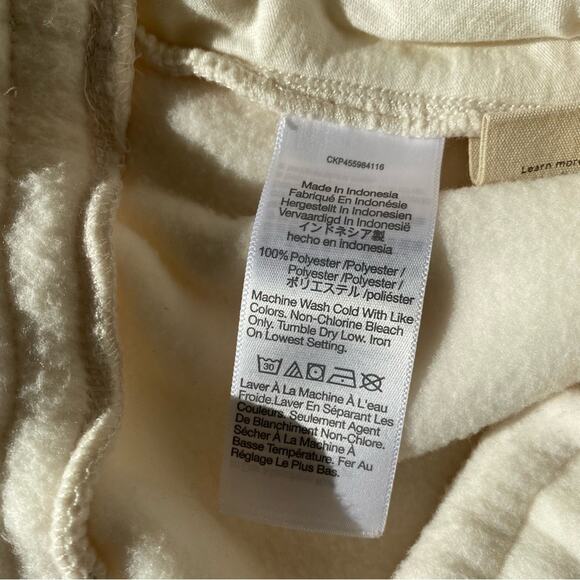 CKP455984116
Made In Indonesia
Fabriqué En Indonésie
Hergestellt In Indonesien
Vervaardigd In Indonesië
インドネシア製
hecho en indonesia
100% Polyester /Polyester /
Polyester /Polyester /
ポリエステル /poliéster
Machine Wash Cold With Like
Colors. Non-Chlorine Bleach
Only. Tumble Dry Low. Iron
On Lowest Setting.
30
Laver À La Machine À L'eau
Froide.Laver En Séparant Les
Couleurs. Seulement Agent
De Blanchiment Non-Chlore.
Sécher À La Machine À
Basse Température. Fer Au
Réglage Le Plus Bas.
Learn more